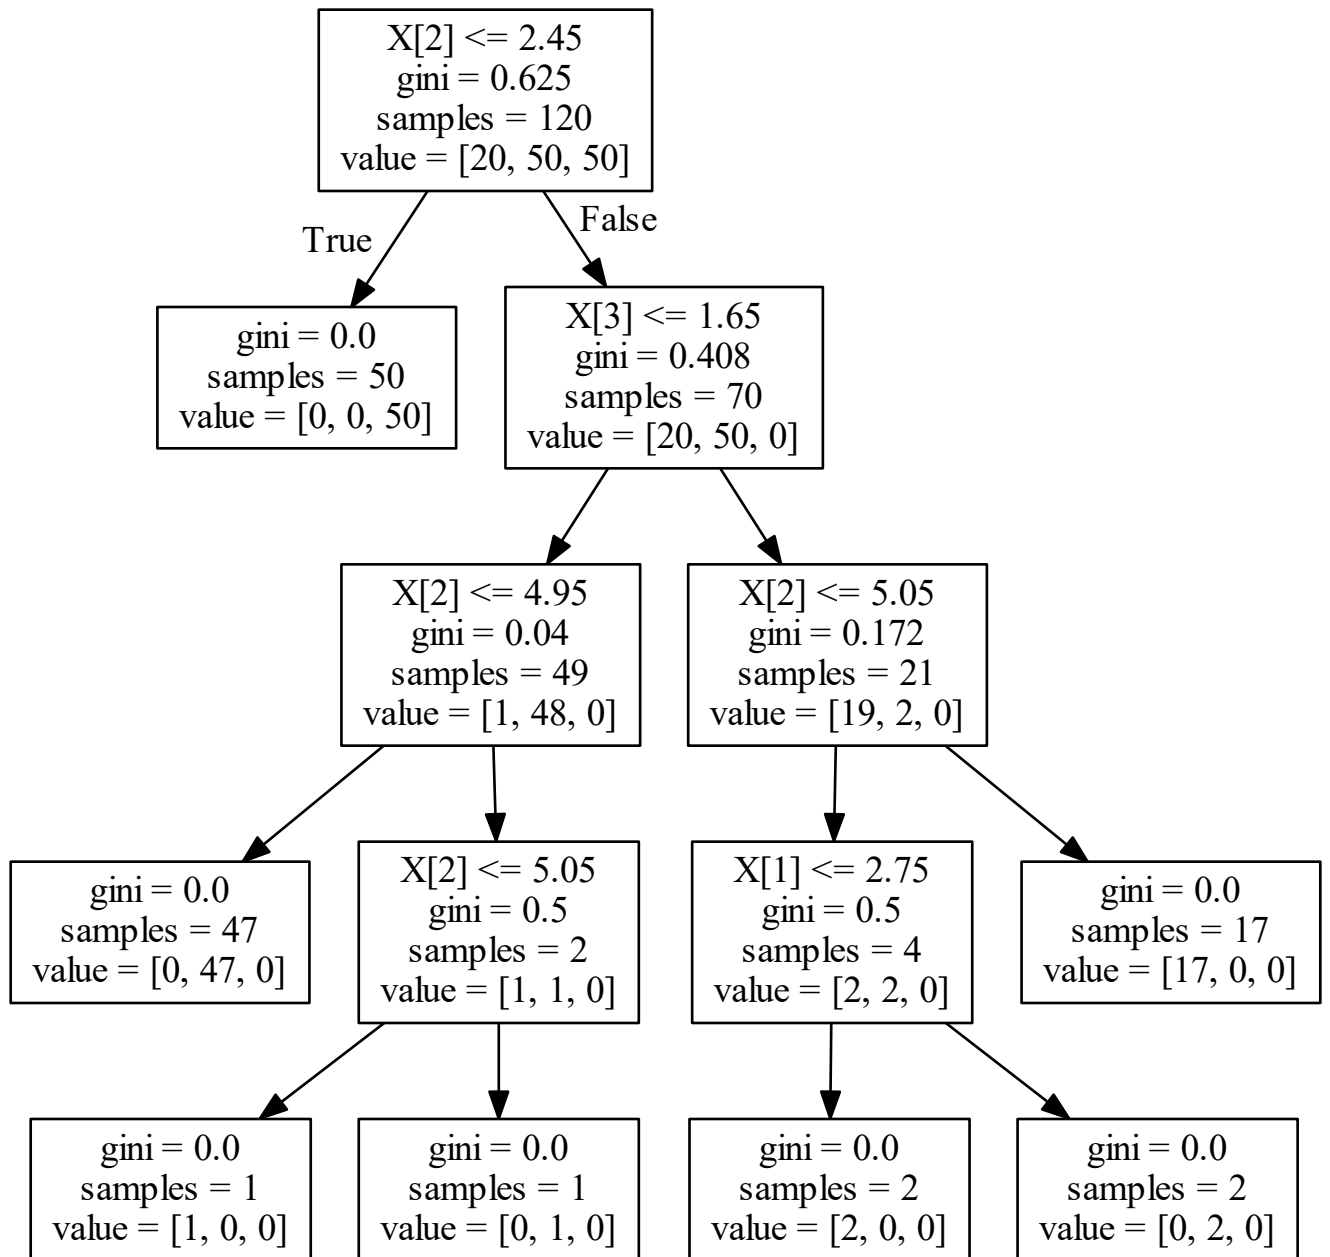 X[2] <= 2.45
gini = 0.625
samples = 120
value = [20, 50, 50]
True
False
gini = 0.0
samples = 50
value = [0, 0, 50]
X[3] <= 1.65
gini = 0.408
samples = 70
value = [20, 50, 0]
X[2] <= 4.95
gini = 0.04
samples = 49
value = [1, 48, 0]
X[2] <= 5.05
gini = 0.172
samples = 21
value = [19, 2, 0]
gini = 0.0
samples = 47
value = [0, 47, 0]
X[2] <= 5.05
gini = 0.5
samples = 2
value = [1, 1, 0]
X[1] <= 2.75
gini = 0.5
samples = 4
value = [2, 2, 0]
gini = 0.0
samples = 17
value = [17, 0, 0]
gini = 0.0
samples = 1
value = [1, 0, 0]
gini = 0.0
samples = 1
value = [0, 1, 0]
gini = 0.0
samples = 2
value = [2, 0, 0]
gini = 0.0
samples = 2
value = [0, 2, 0]